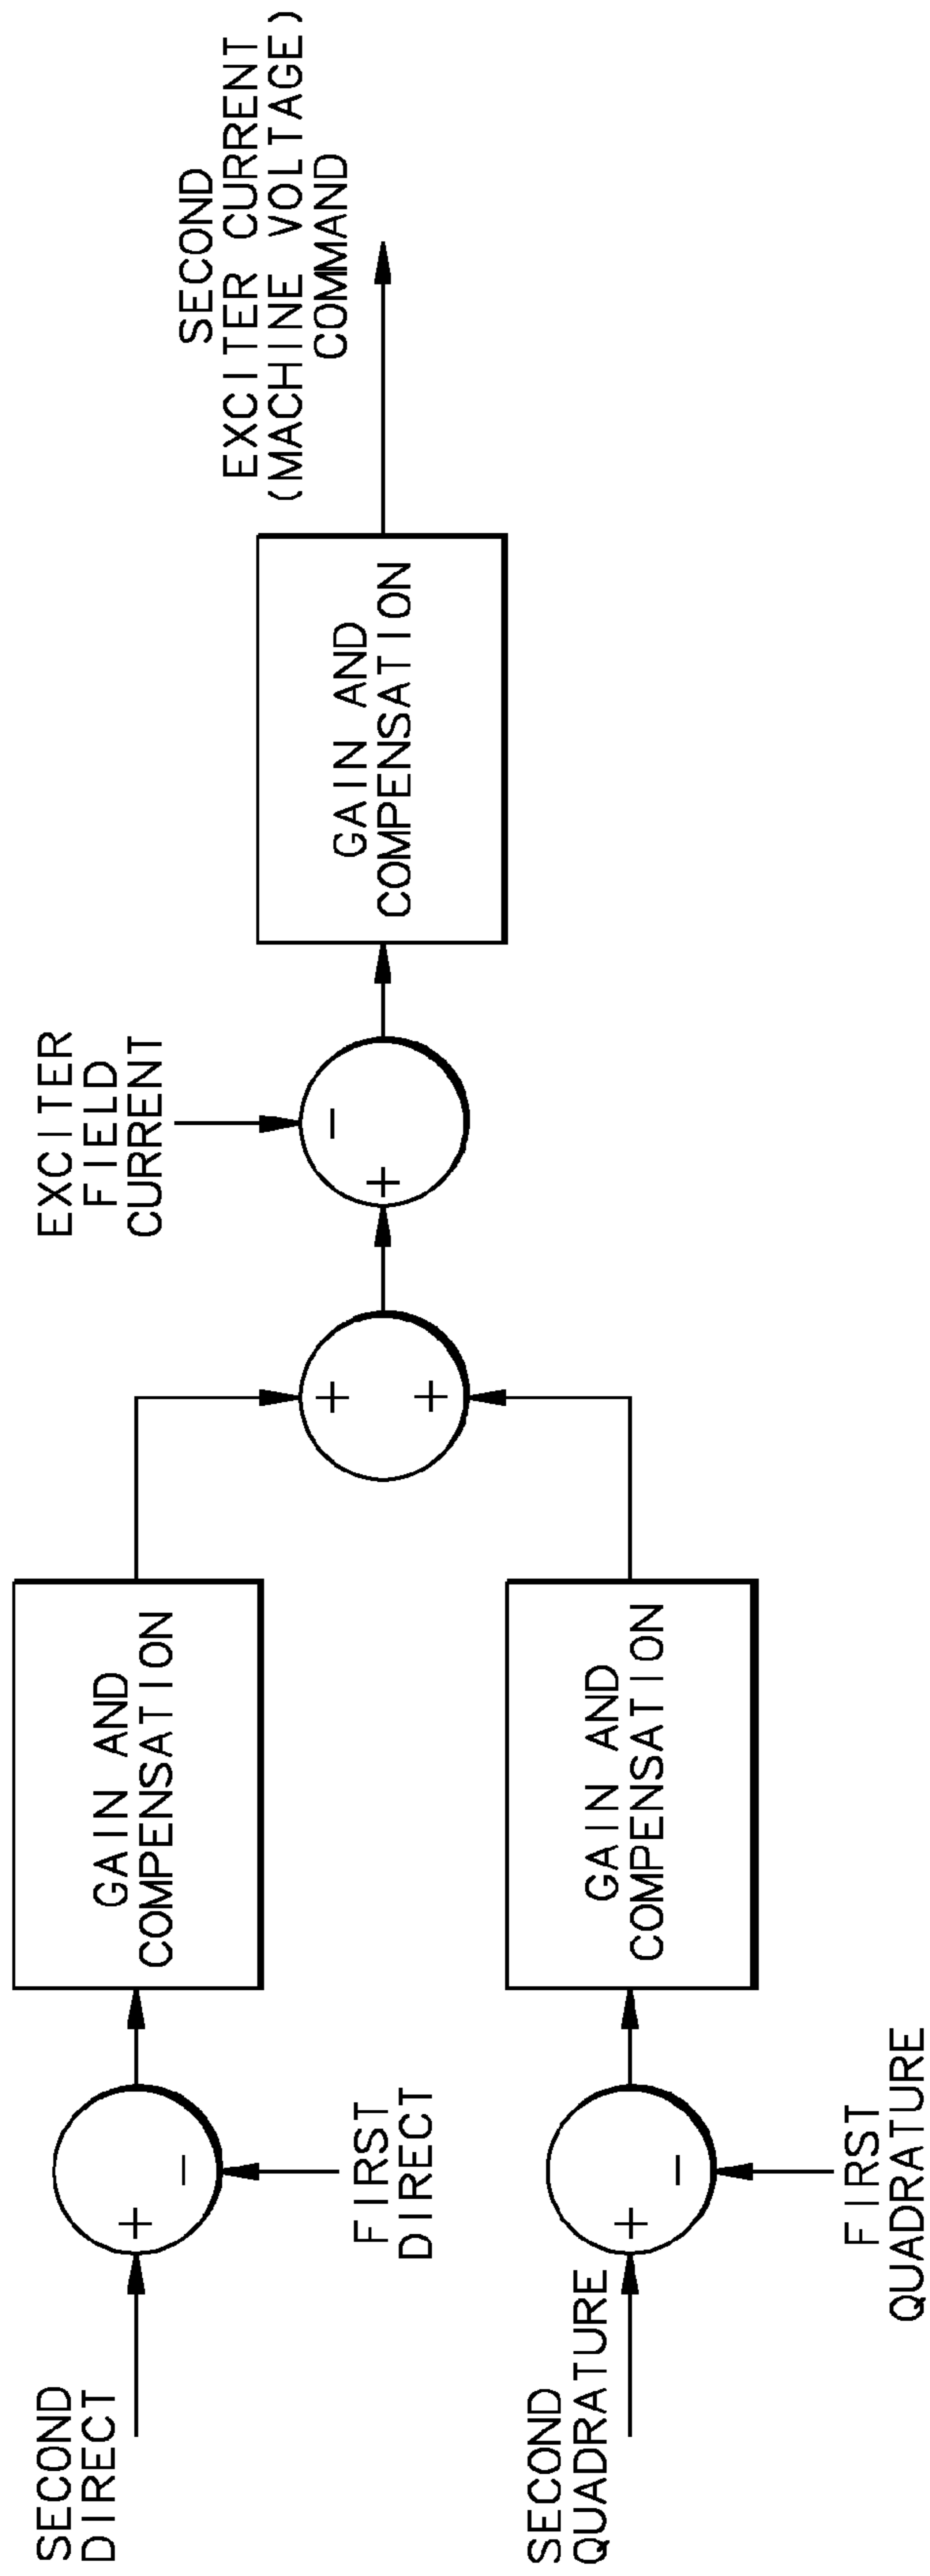 SECOND
DIRECT
+
−
FIRST
DIRECT
GAIN AND
COMPENSATION
SECOND
QUADRATURE
+
−
FIRST
QUADRATURE
GAIN AND
COMPENSATION
+
+
EXCITER
FIELD
CURRENT
−
+
GAIN AND
COMPENSATION
SECOND
EXCITER CURRENT
(MACHINE VOLTAGE)
COMMAND